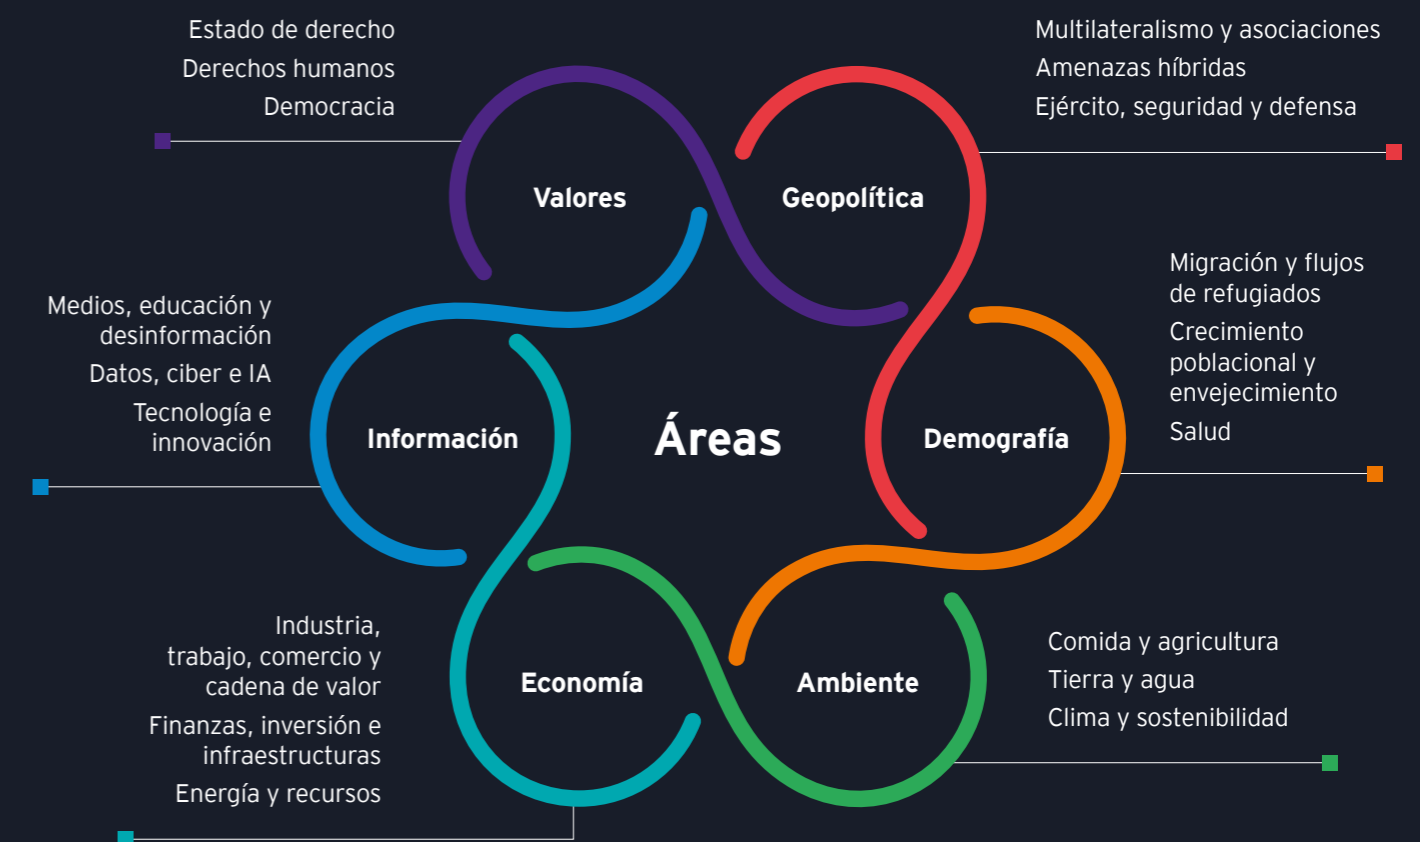 Estado de derecho
Derechos humanos
Democracia
Multilateralismo y asociaciones
Amenazas híbridas
Ejército, seguridad y defensa
Valores
Geopolítica
Medios, educación y
desinformación
Datos, ciber e IA
Tecnología e
innovación
Migración y flujos
de refugiados
Crecimiento
poblacional y
envejecimiento
Salud
Información
Áreas
Demografía
Industria,
trabajo, comercio y
cadena de valor
Finanzas, inversión e
infraestructuras
Energía y recursos
Economía
Ambiente
Comida y agricultura
Tierra y agua
Clima y sostenibilidad